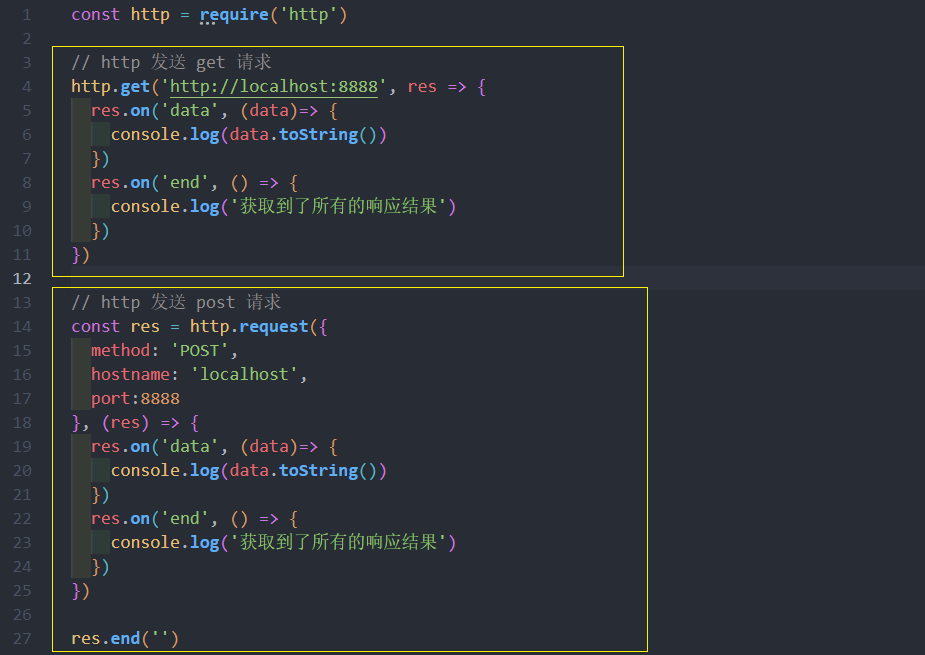 1 const http = require('http')
2
3 // http 发送 get 请求
4 http.get('http://localhost:8888', res => {
5   res.on('data', (data)=> {
6     console.log(data.toString())
7   })
8   res.on('end', () => {
9     console.log('获取到了所有的响应结果')
10   })
11 })
12
13 // http 发送 post 请求
14 const res = http.request({
15   method: 'POST',
16   hostname: 'localhost',
17   port:8888
18 }, (res) => {
19   res.on('data', (data)=> {
20     console.log(data.toString())
21   })
22   res.on('end', () => {
23     console.log('获取到了所有的响应结果')
24   })
25 })
26
27 res.end('')